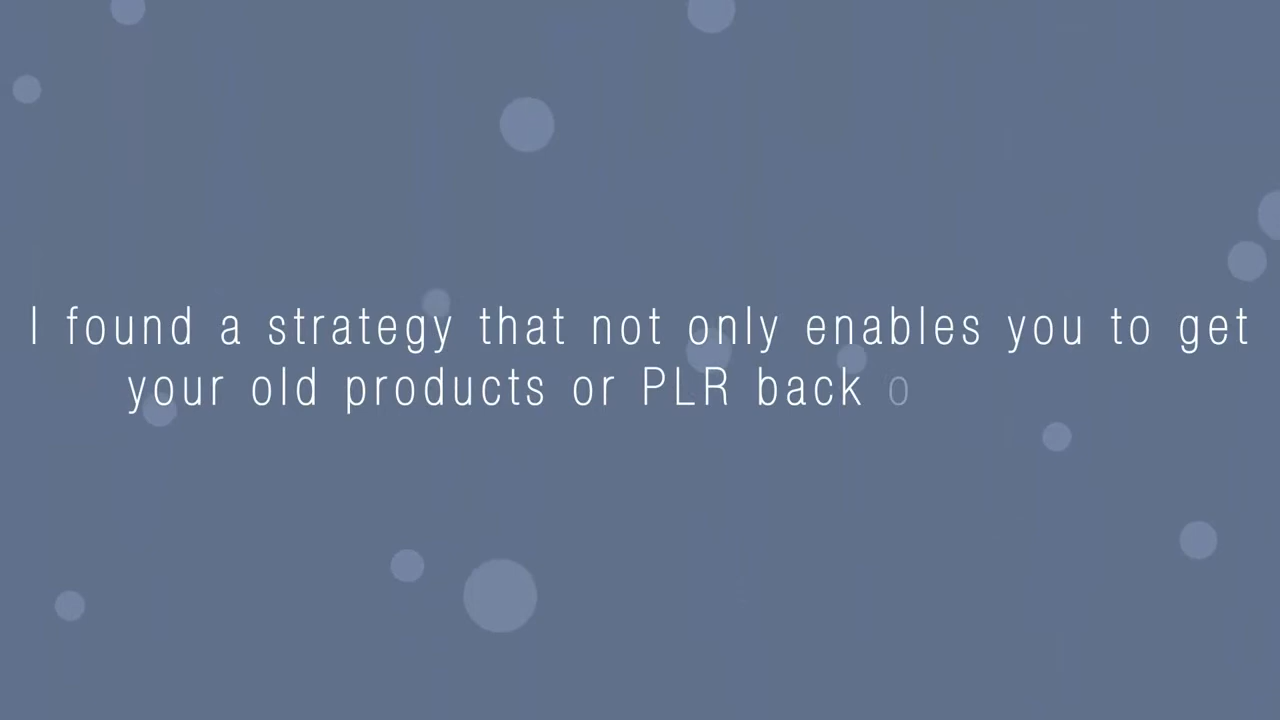 I found a strategy that not only enables you to get
your old products or PLR back o